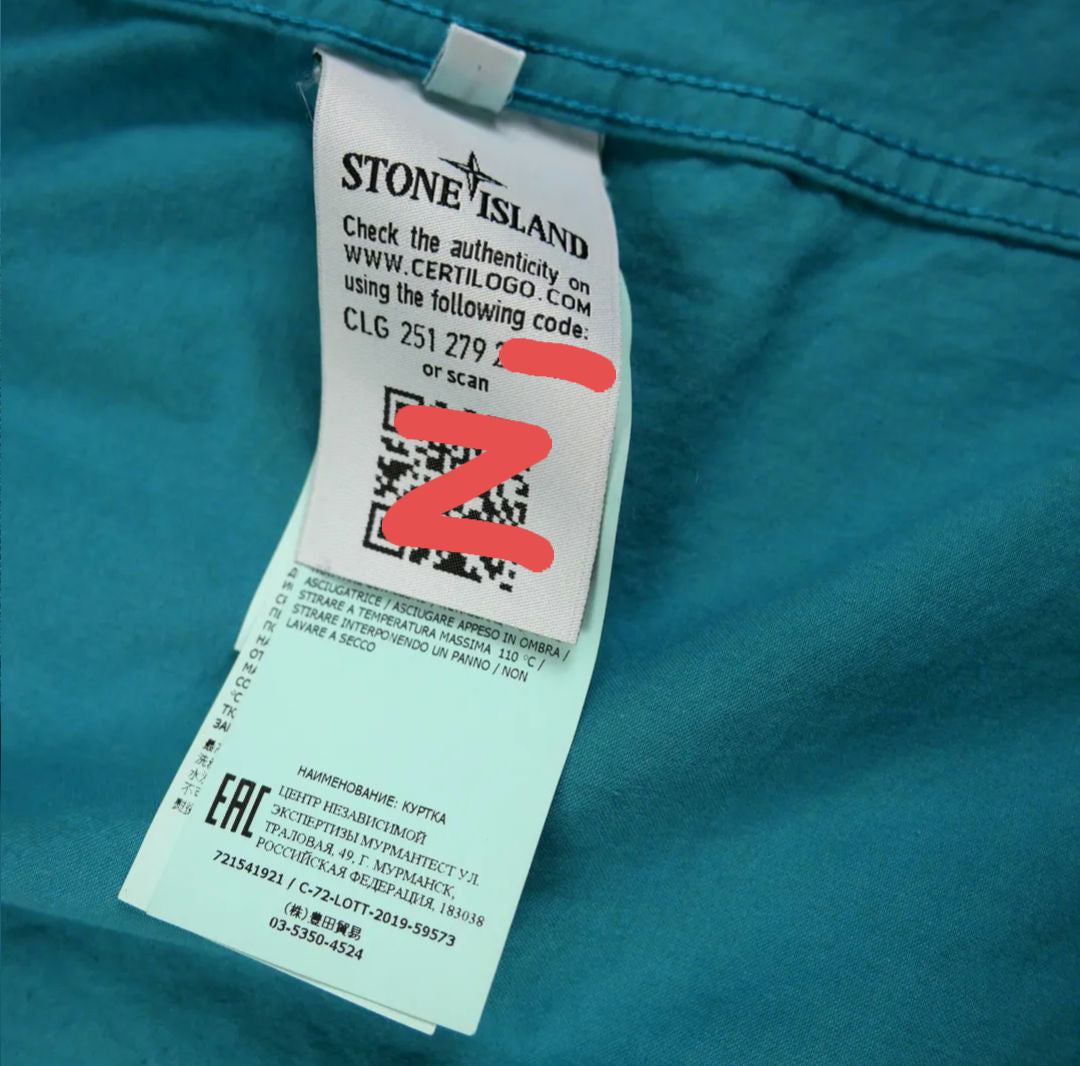 STONE ISLAND
Check the authenticity on
WWW.CERTILOGO.COM
using the following code:
CLG 251 279 2
or scan
ASCIUGATRICE / ASCIUGARE APPESO IN OMBRA /
STIRARE A TEMPERATURA MASSIMA 110 °C /
STIRARE INTERPONENDO UN PANNO / NON
LAVARE A SECCO
НАИМЕНОВАНИЕ: КУРТКА
EAC
ЦЕНТР НЕЗАВИСИМОЙ
ЭКСПЕРТИЗЫ МУРМАНТЕСТ УЛ.
ТРАЛОВАЯ, 49, Г. МУРМАНСК,
РОССИЙСКАЯ ФЕДЕРАЦИЯ, 183038
721541921 / C-72-LOTT-2019-59573
(株)豊田貿易
03-5350-4524